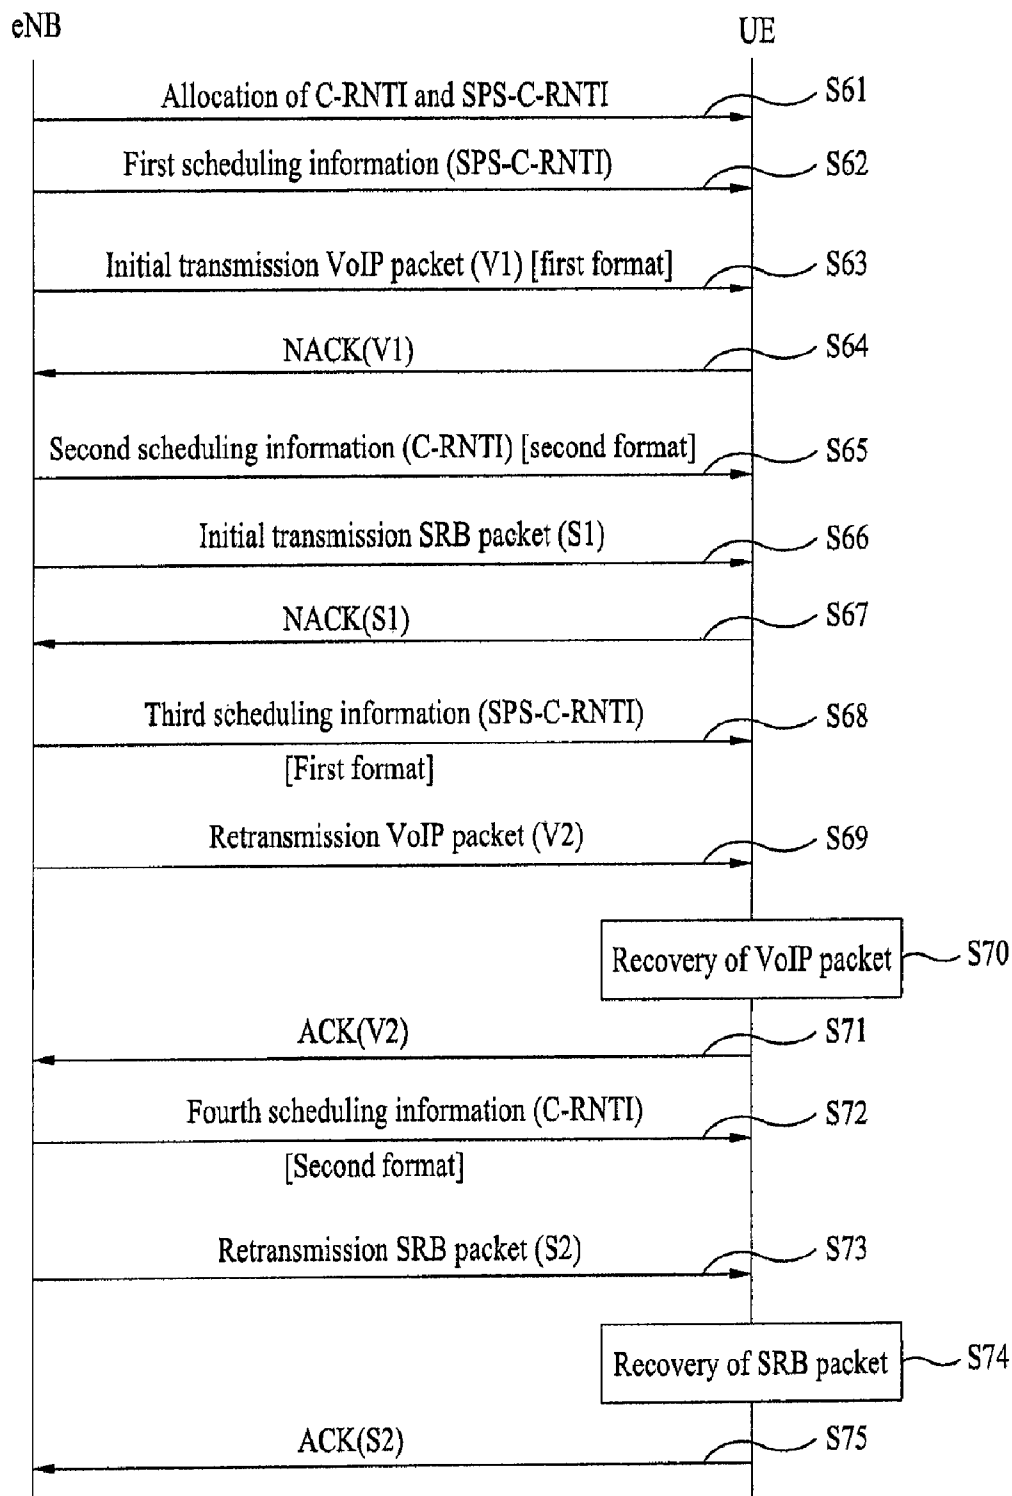 eNB
UE
Allocation of C-RNTI and SPS-C-RNTI
S61
First scheduling information (SPS-C-RNTI)
S62
Initial transmission VoIP packet (V1) [first format]
S63
NACK(V1)
S64
Second scheduling information (C-RNTI) [second format]
S65
Initial transmission SRB packet (S1)
S66
NACK(S1)
S67
Third scheduling information (SPS-C-RNTI)
S68
[First format]
Retransmission VoIP packet (V2)
S69
Recovery of VoIP packet
S70
ACK(V2)
S71
Fourth scheduling information (C-RNTI)
S72
[Second format]
Retransmission SRB packet (S2)
S73
Recovery of SRB packet
S74
ACK(S2)
S75